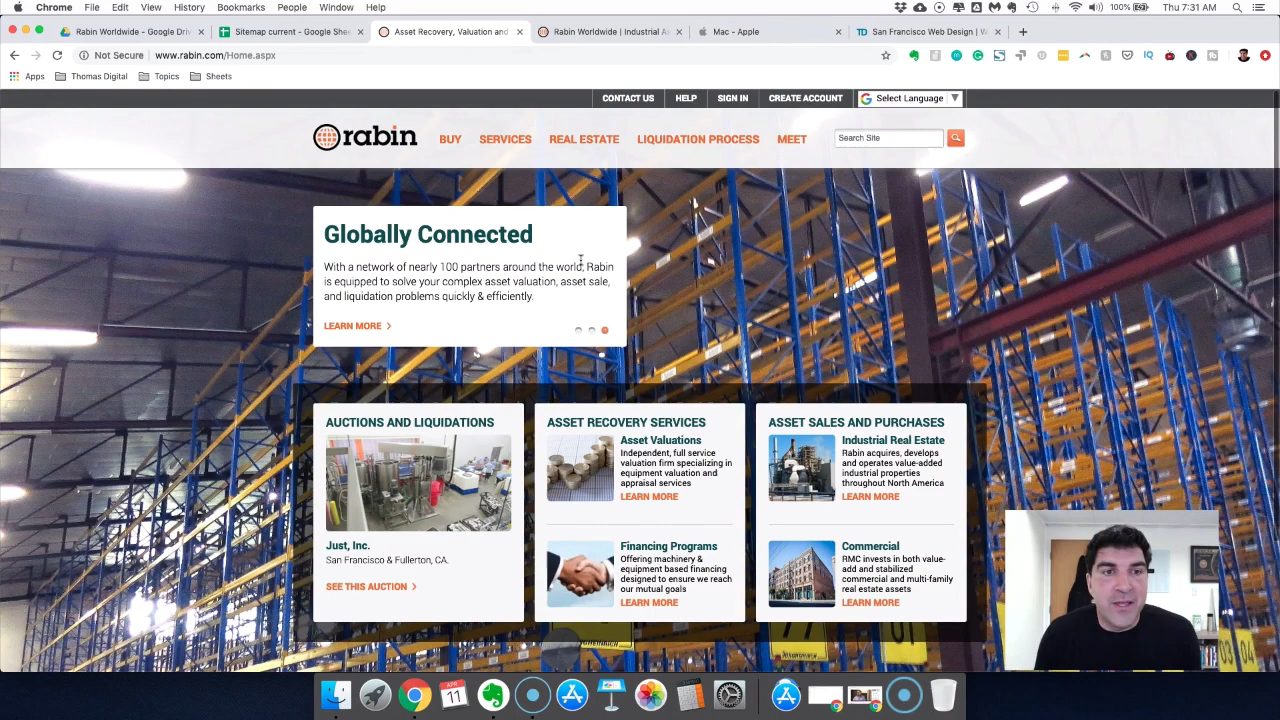 Chrome File Edit View History Bookmarks People Window Help 100% Thu 7:31 AM
Rabin Worldwide - Google Dri
Sitemap current - Google Shee
Asset Recovery, Valuation and
Rabin Worldwide | Industrial As
Mac - Apple
San Francisco Web Design | W
Not Secure www.rabin.com/Home.aspx
Apps Thomas Digital Topics Sheets
CONTACT US HELP SIGN IN CREATE ACCOUNT Select Language
rabin BUY SERVICES REAL ESTATE LIQUIDATION PROCESS MEET Search Site
Globally Connected
With a network of nearly 100 partners around the world, Rabin
is equipped to solve your complex asset valuation, asset sale,
and liquidation problems quickly & efficiently.
LEARN MORE
AUCTIONS AND LIQUIDATIONS
Just, Inc.
San Francisco & Fullerton, CA.
SEE THIS AUCTION
ASSET RECOVERY SERVICES
Asset Valuations
Independent, full service
valuation firm specializing in
equipment valuation and
appraisal services
LEARN MORE
Financing Programs
Offering machinery &
equipment based financing
designed to ensure we reach
our mutual goals
LEARN MORE
ASSET SALES AND PURCHASES
Industrial Real Estate
Rabin acquires, develops
and operates value-added
industrial properties
throughout North America
LEARN MORE
Commercial
RMC invests in both value-
add and stabilized
commercial and multi-family
real estate assets
LEARN MORE
77
01
03 04
APR
11